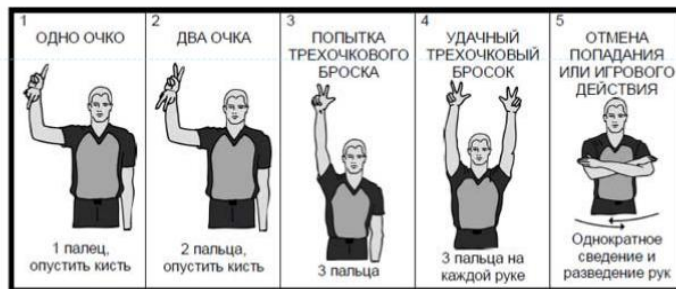 1
ОДНО ОЧКО
1 палец,
опустить кисть
2
ДВА ОЧКА
2 пальца,
опустить кисть
3
ПОПЫТКА
ТРЕХОЧКОВОГО
БРОСКА
3 пальца
4
УДАЧНЫЙ
ТРЕХОЧКОВЫЙ
БРОСОК
3 пальца на
каждой руке
5
ОТМЕНА
ПОПАДАНИЯ
ИЛИ ИГРОВОГО
ДЕЙСТВИЯ
Однократное
сведение и
разведение рук